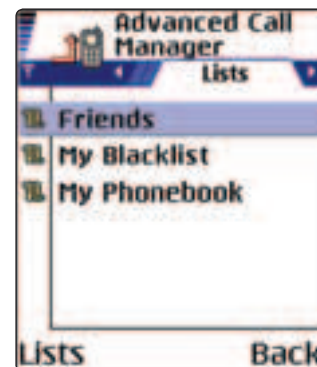 Advanced Call
Manager
Lists
Friends
My Blacklist
My Phonebook
Lists Back